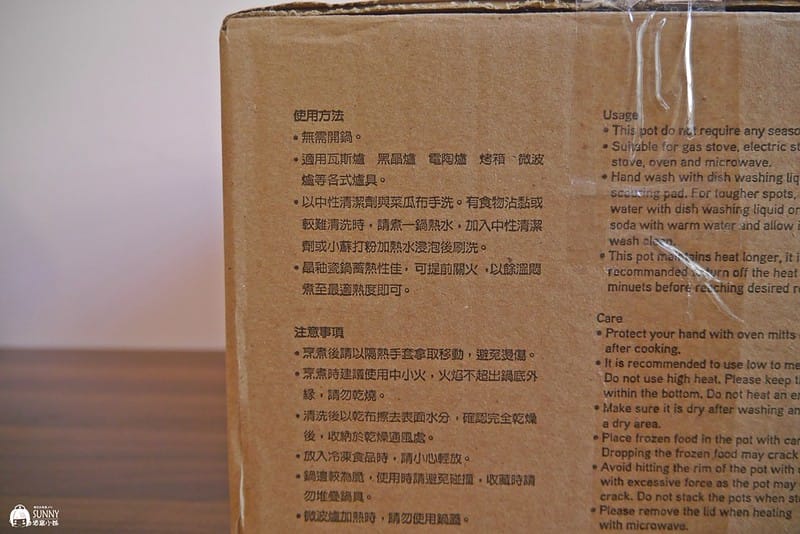 使用方法
•無需開鍋。
•適用瓦斯爐 黑晶爐 電陶爐 烤箱 微波
爐等各式爐具。
•以中性清潔劑與菜瓜布手洗。有食物沾黏或
較難清洗時，請煮一鍋熱水，加入中性清潔
劑或小蘇打粉加熱水浸泡後刷洗。
•晶釉瓷鍋蓄熱性佳，可提前關火，以餘溫悶
煮至最適熟度即可。
注意事項
•烹煮後請以隔熱手套拿取移動，避免燙傷。
•烹煮時建議使用中小火，火焰不超出鍋底外
緣，請勿乾燒。
•清洗後以乾布擦去表面水分，確認完全乾燥
後，收納於乾燥通風處。
•放入冷凍食品時，請小心輕放。
•鍋邊較為脆，使用時請避免碰撞，收藏時請
勿堆疊鍋具。
•微波爐加熱時，請勿使用鍋蓋。
Usage
•This pot do not require any seaso
•Suitable for gas stove, electric st
stove, oven and microwave.
•Hand wash with dish washing liq
scouring pad. For tougher spots,
water with dish washing liquid or
soda with warm water and allow i
wash clean.
•This pot maintains heat longer, it i
recommanded to turn off the heat
minuets before reaching desired r
Care
•Protect your hand with oven mitts
after cooking.
•It is recommended to use low to me
Do not use high heat. Please keep t
within the bottom. Do not heat an e
•Make sure it is dry after washing an
a dry area.
•Place frozen food in the pot with car
Dropping the frozen food may crack
•Avoid hitting the rim of the pot with
with excessive force as the pot may
crack. Do not stack the pots when st
•Please remove the lid when heating
with microwave.
SUNNY